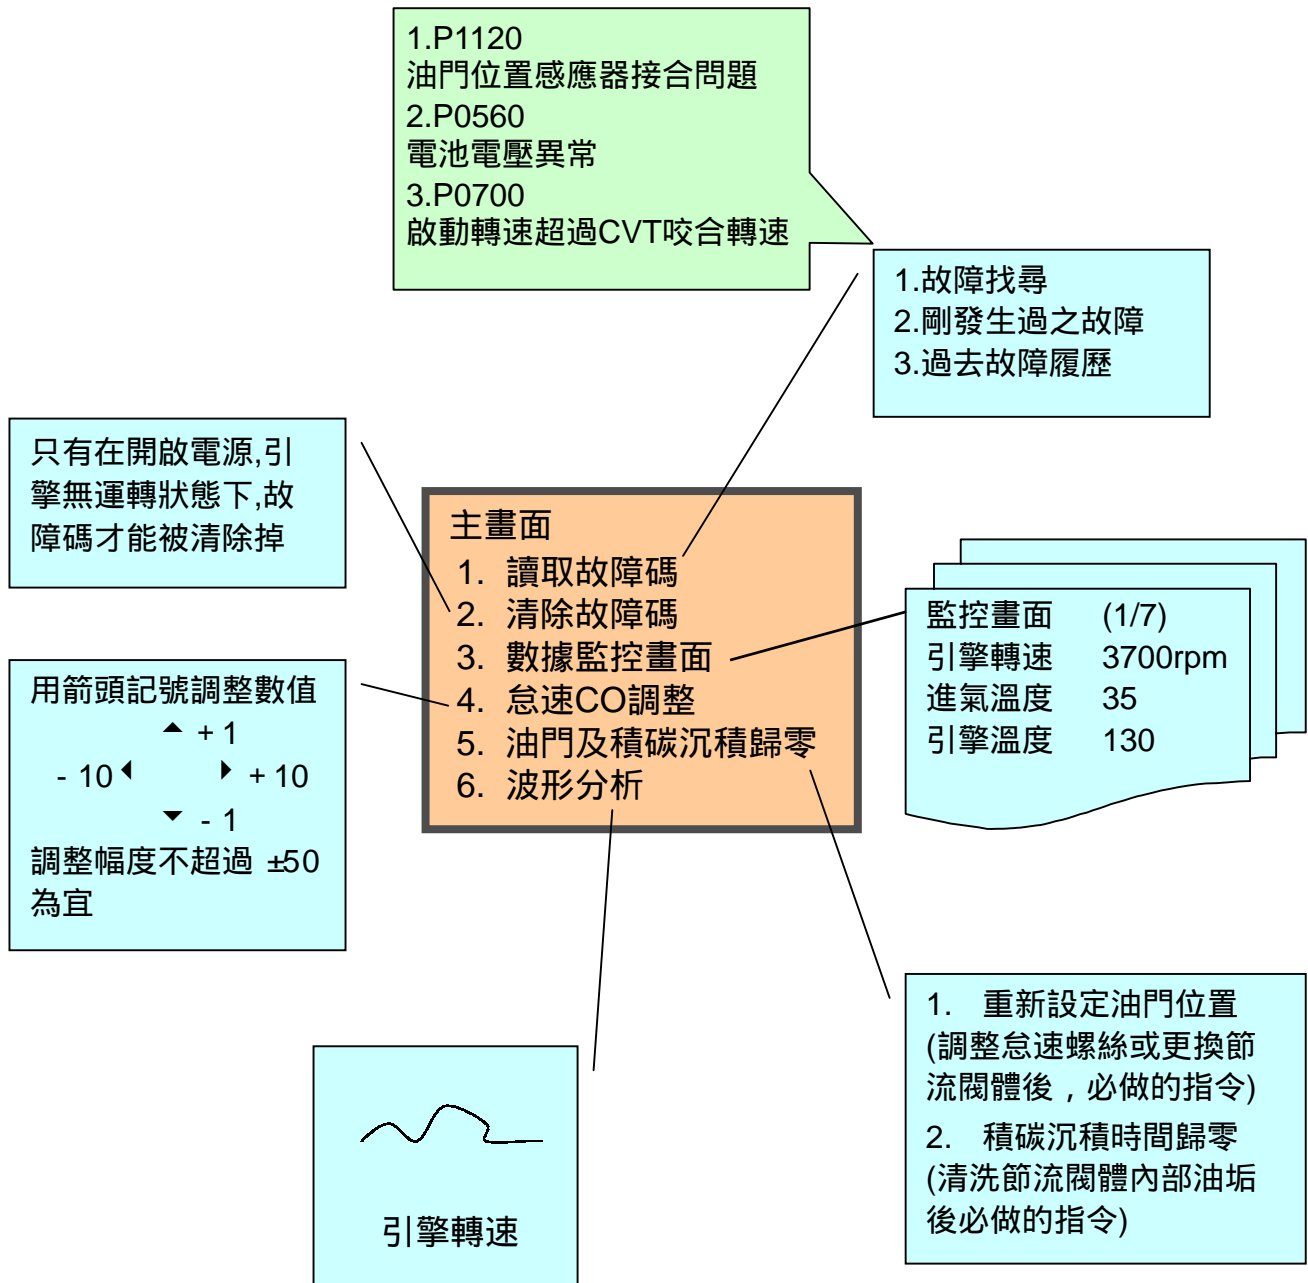 1.P1120
油門位置感應器接合問題
2.P0560
電池電壓異常
3.P0700
啟動轉速超過CVT咬合轉速
1.故障找尋
2.剛發生過之故障
3.過去故障履歷
只有在開啟電源,引
擎無運轉狀態下,故
障碼才能被清除掉
主畫面
1. 讀取故障碼
2. 清除故障碼
3. 數據監控畫面
4. 怠速CO調整
5. 油門及積碳沉積歸零
6. 波形分析
監控畫面 (1/7)
引擎轉速 3700rpm
進氣溫度 35
引擎溫度 130
用箭頭記號調整數值
+ 1
- 10 + 10
- 1
調整幅度不超過 ±50
為宜
1. 重新設定油門位置
(調整怠速螺絲或更換節
流閥體後，必做的指令)
2. 積碳沉積時間歸零
(清洗節流閥體內部油垢
後必做的指令)
引擎轉速